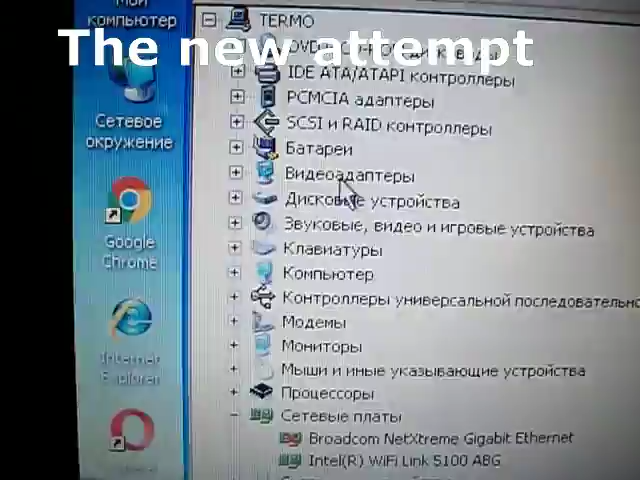 Мой
компьютер
TERMO
The new attempt
IDE ATA/ATAPI контроллеры
PCMCIA адаптеры
SCSI и RAID контроллеры
Сетевое
окружение
Батареи
Видеоадаптеры
Дисковые устройства
Звуковые, видео и игровые устройства
Google
Chrome
Клавиатуры
Компьютер
Контроллеры универсальной
Модемы
Мониторы
Internet
Explorer
Мыши и иные указывающие устройства
Процессоры
Сетевые платы
Broadcom NetXtreme Gigabit Ethernet
Intel(R) WiFi Link 5100 ABG